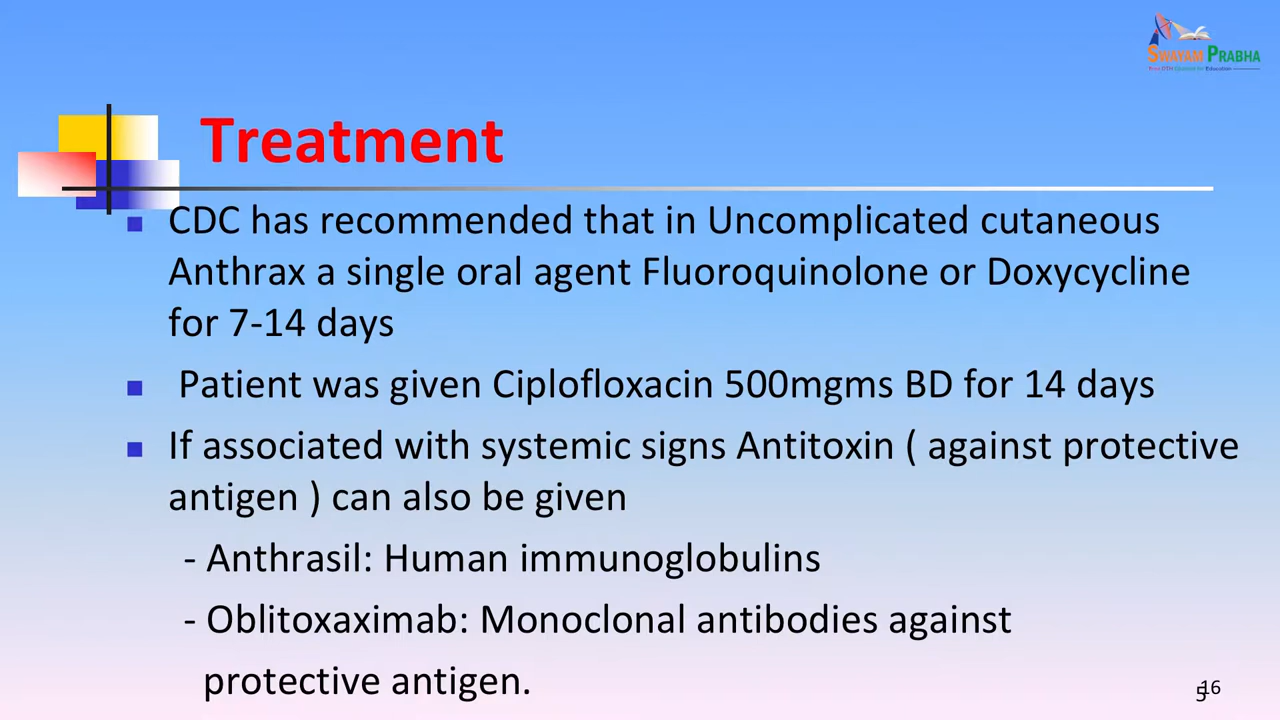 SWAYAM PRABHA
Treatment
CDC has recommended that in Uncomplicated cutaneous
Anthrax a single oral agent Fluoroquinolone or Doxycycline
for 7-14 days
Patient was given Ciplofloxacin 500mgms BD for 14 days
If associated with systemic signs Antitoxin ( against protective
antigen ) can also be given
- Anthrasil: Human immunoglobulins
- Oblitoxaximab: Monoclonal antibodies against
protective antigen.
16
5